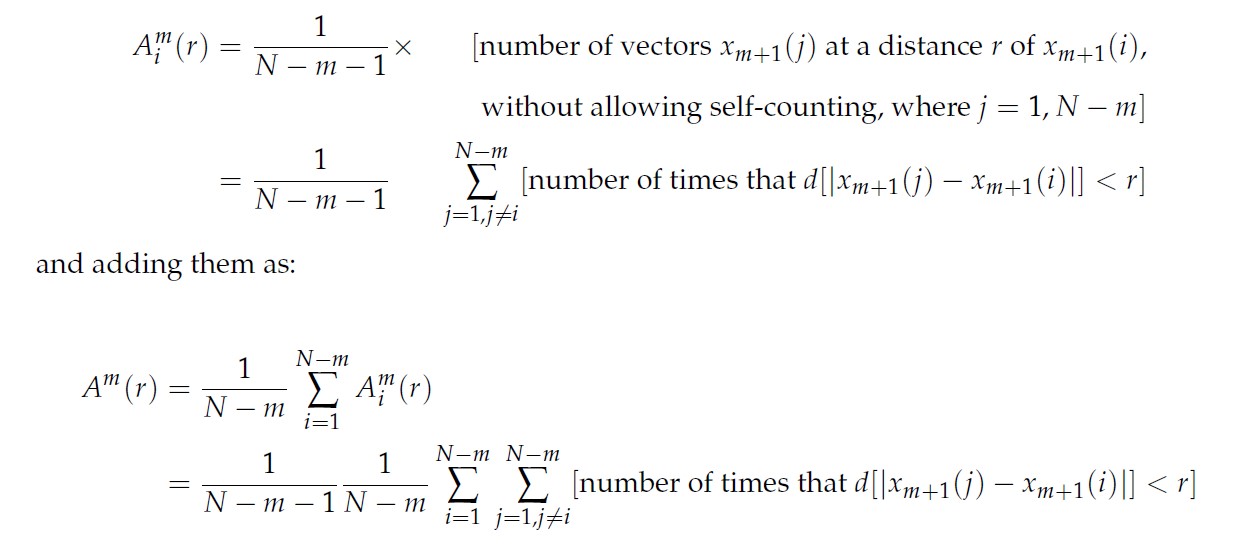 A_i^m(r) = \frac{1}{N − m − 1} × [number of vectors x_{m+1}(j) at a distance r of x_{m+1}(i),
without allowing self-counting, where j = 1, N − m]
= \frac{1}{N − m − 1} \sum_{j=1,j≠i}^{N−m} [number of times that d[|x_{m+1}(j) − x_{m+1}(i)|] < r]
and adding them as:
A^m(r) = \frac{1}{N − m} \sum_{i=1}^{N−m} A_i^m(r)
= \frac{1}{N − m − 1} \frac{1}{N − m} \sum_{i=1}^{N−m} \sum_{j=1,j≠i}^{N−m} [number of times that d[|x_{m+1}(j) − x_{m+1}(i)|] < r]